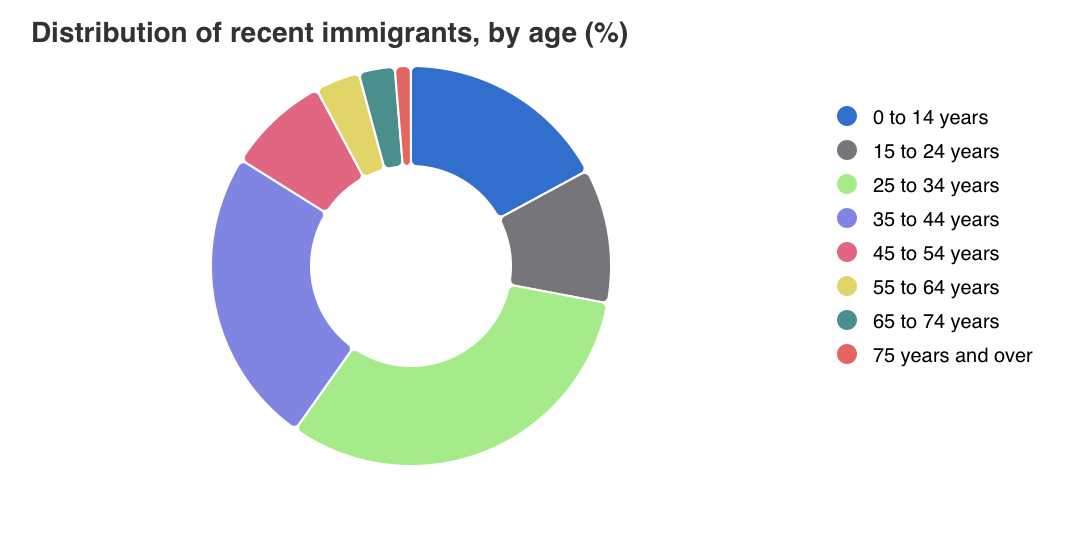 Distribution of recent immigrants, by age (%)
0 to 14 years
15 to 24 years
25 to 34 years
35 to 44 years
45 to 54 years
55 to 64 years
65 to 74 years
75 years and over